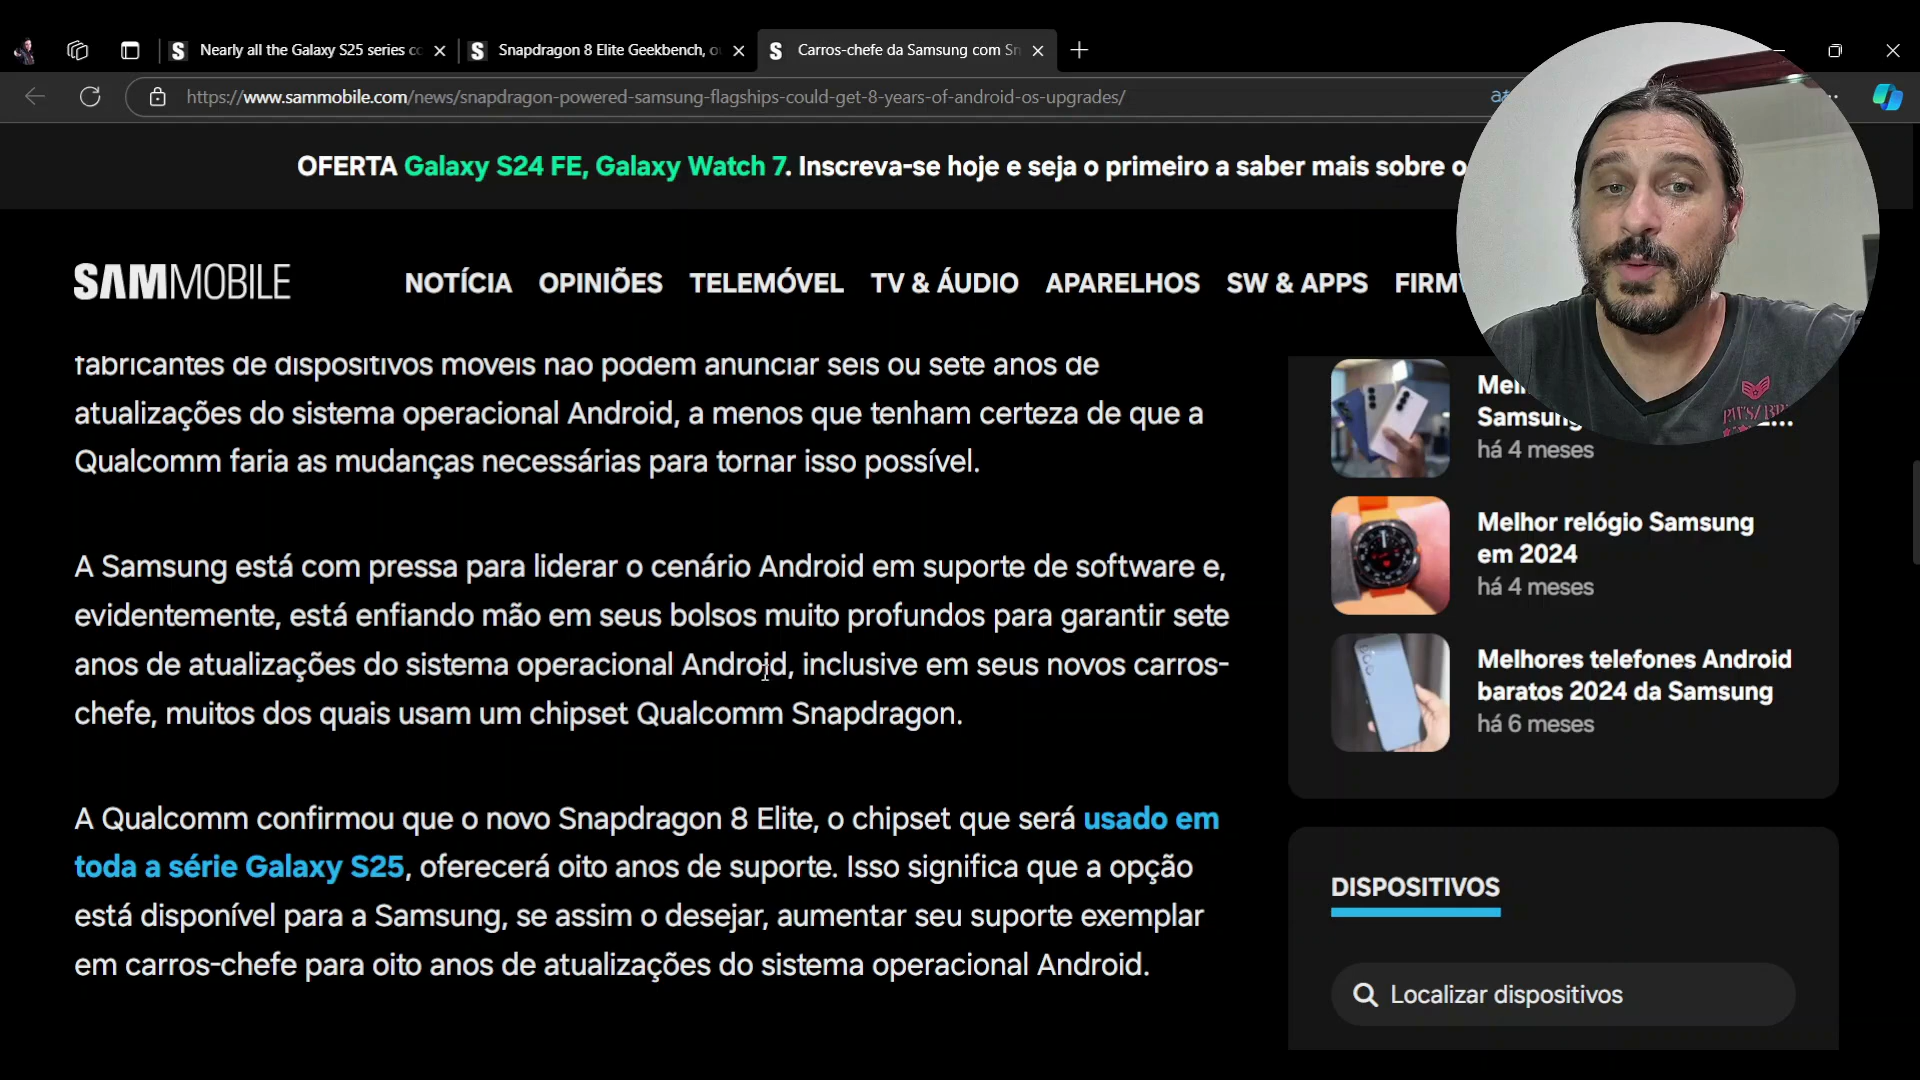 Nearly all the Galaxy S25 series co
Snapdragon 8 Elite Geekbench, ou
Carros-chefe da Samsung com Sn
https://www.sammobile.com/news/snapdragon-powered-samsung-flagships-could-get-8-years-of-android-os-upgrades/
OFERTA Galaxy S24 FE, Galaxy Watch 7. Inscreva-se hoje e seja o primeiro a saber mais sobre o
SAMMOBILE
NOTÍCIA OPINIÕES TELEMÓVEL TV & ÁUDIO APARELHOS SW & APPS FIRM
fabricantes de dispositivos móveis não podem anunciar seis ou sete anos de
atualizações do sistema operacional Android, a menos que tenham certeza de que a
Qualcomm faria as mudanças necessárias para tornar isso possível.
A Samsung está com pressa para liderar o cenário Android em suporte de software e,
evidentemente, está enfiando mão em seus bolsos muito profundos para garantir sete
anos de atualizações do sistema operacional Android, inclusive em seus novos carros-
chefe, muitos dos quais usam um chipset Qualcomm Snapdragon.
A Qualcomm confirmou que o novo Snapdragon 8 Elite, o chipset que será usado em
toda a série Galaxy S25, oferecerá oito anos de suporte. Isso significa que a opção
está disponível para a Samsung, se assim o desejar, aumentar seu suporte exemplar
em carros-chefe para oito anos de atualizações do sistema operacional Android.
Samsung
há 4 meses
Melhor relógio Samsung
em 2024
há 4 meses
Melhores telefones Android
baratos 2024 da Samsung
há 6 meses
DISPOSITIVOS
Localizar dispositivos